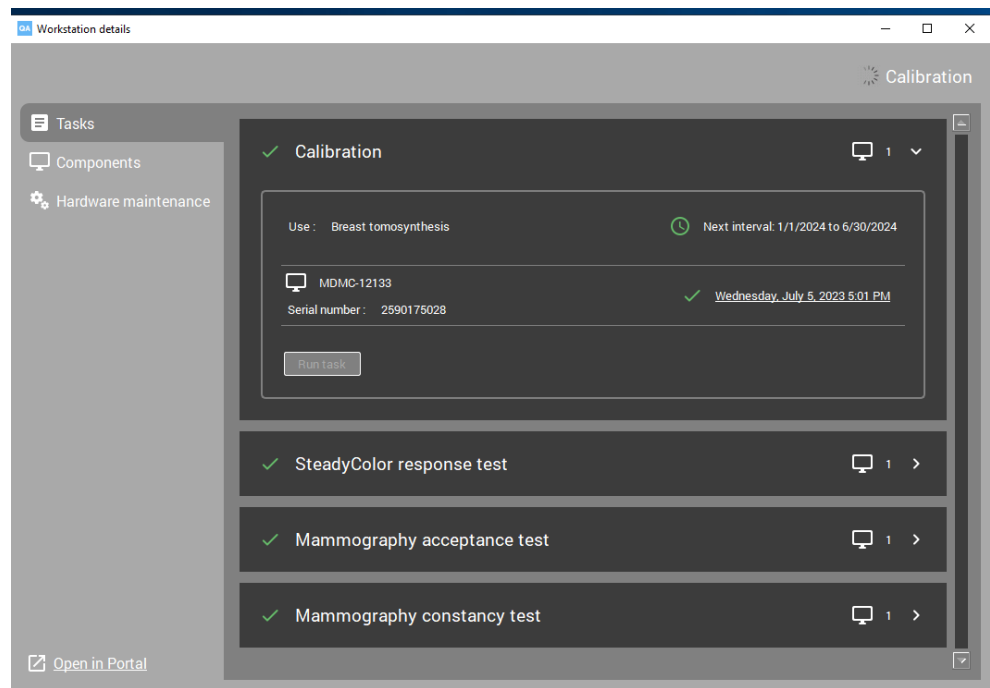 QA Workstation details
Calibration
Tasks
Components
Hardware maintenance
Calibration 1
Use : Breast tomosynthesis Next interval: 1/1/2024 to 6/30/2024
MDMC-12133
Wednesday, July 5, 2023 5:01 PM
Serial number : 2590175028
Run task
SteadyColor response test 1
Mammography acceptance test 1
Mammography constancy test 1
Open in Portal